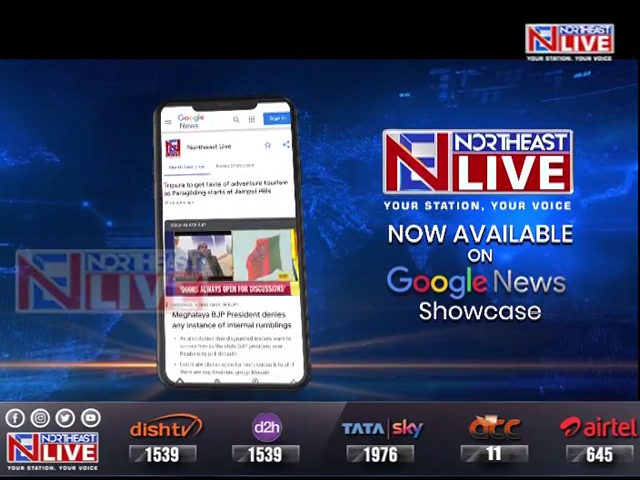 NORTHEAST
LIVE
YOUR STATION, YOUR VOICE
Google
News
Sign in
Northeast Live
Tripura to get taste of adventure tourism
as Paragliding starts at Jampui Hills
"DOORS ALWAYS OPEN FOR DISCUSSIONS"
Meghalaya BJP President denies
any instance of internal rumblings
NORTHEAST
LIVE
YOUR STATION, YOUR VOICE
NOW AVAILABLE
ON
Google News
Showcase
NORTHEAST
LIVE
NORTHEAST
LIVE
YOUR STATION, YOUR VOICE
dishtv
1539
d2h
1539
TATA sky
1976
acc
11
airtel
645